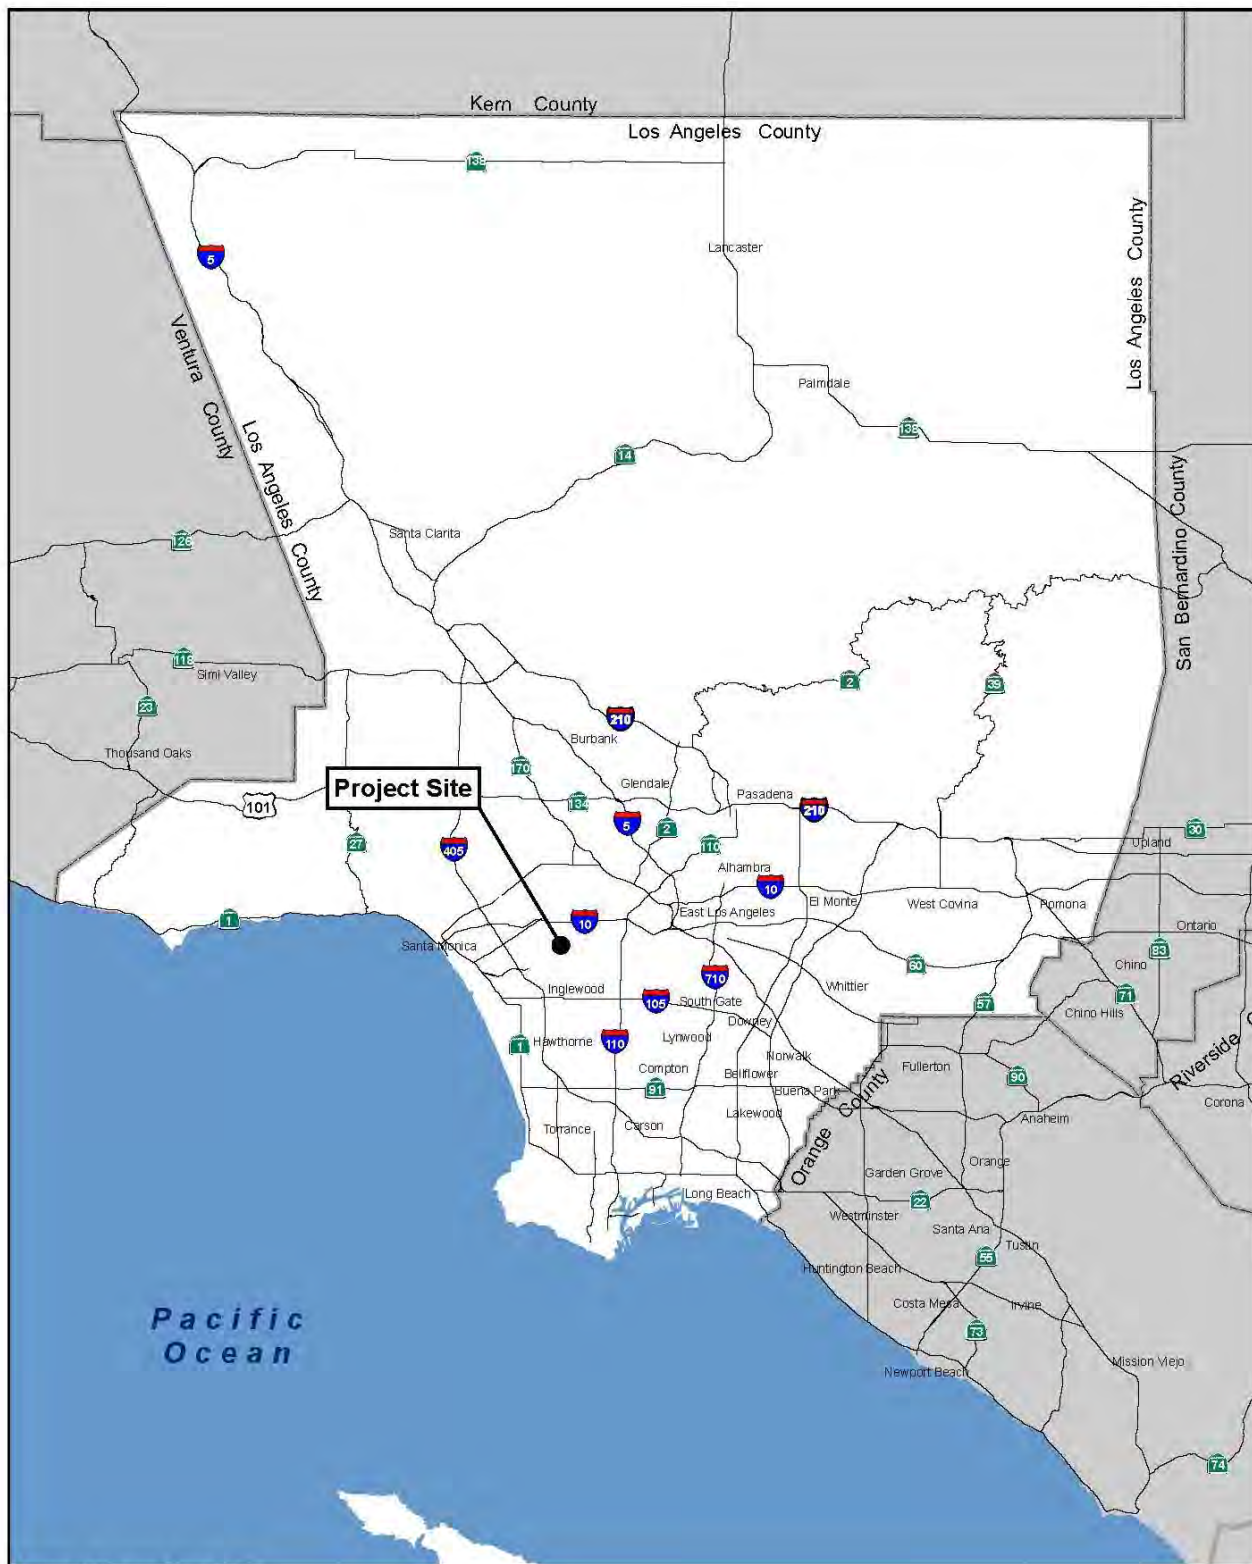 Kern County
Los Angeles County
138
Los Angeles County
5
Lancaster
Ventura County
Palmdale
138
Los Angeles County
14
San Bernardino County
126
Santa Clarita
118
Simi Valley
2
39
23
210
Burbank
Thousand Oaks
170
Project Site
Glendale
101
134
Pasadena
210
5
2
30
27
405
110
Upland
Alhambra
10
El Monte
West Covina
Pomona
1
10
East Los Angeles
Ontario
Santa Monica
83
60
Chino
710
Inglewood
Whittier
71
105
South Gate
57
Chino Hills
Downey
1
Hawthorne
110
Lynwood
Norwalk
Fullerton
Riverside C
Compton
Bellflower
90
91
Buena Park
Orange County
Corona
Lakewood
Anaheim
Torrance
Carson
Orange
Garden Grove
Long Beach
22
Westminster
Santa Ana
Tustin
55
Huntington Beach
Costa Mesa
Irvine
Pacific
Ocean
73
Mission Viejo
Newport Beach
74